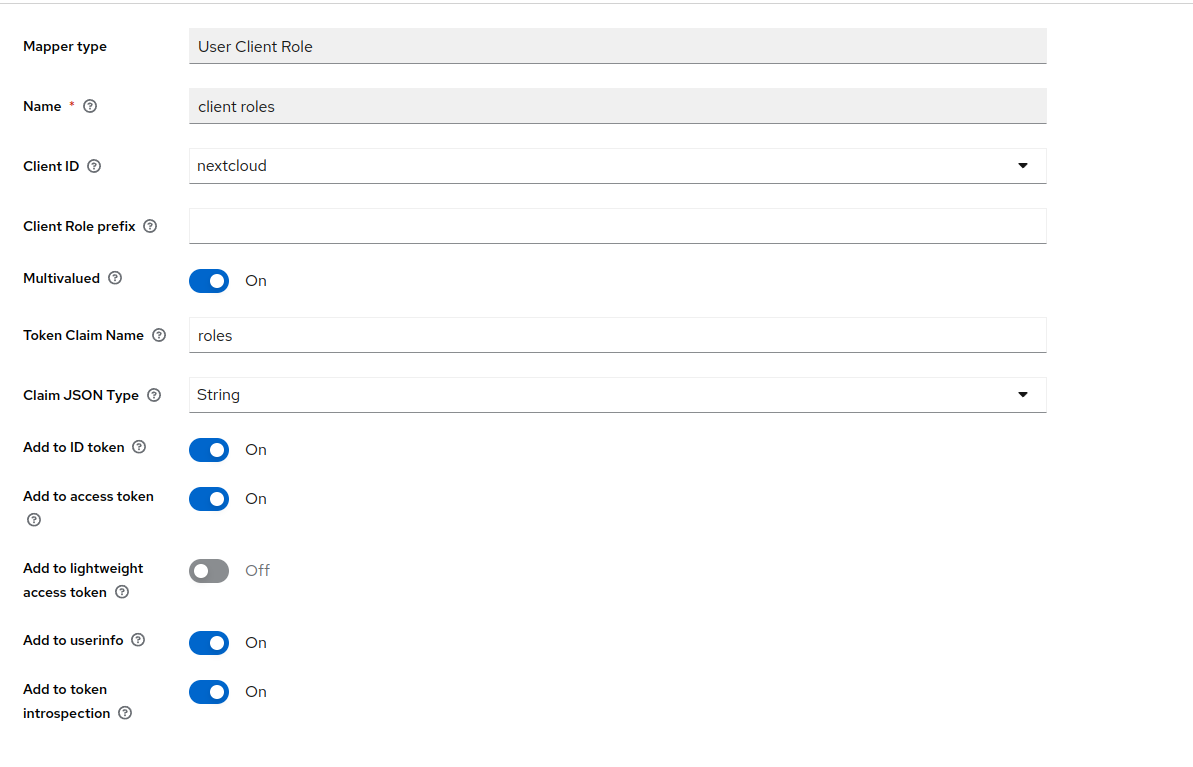 Mapper type
User Client Role
Name *
client roles
Client ID
nextcloud
Client Role prefix
Multivalued
On
Token Claim Name
roles
Claim JSON Type
String
Add to ID token
On
Add to access token
On
Add to lightweight
access token
Off
Add to userinfo
On
Add to token
introspection
On